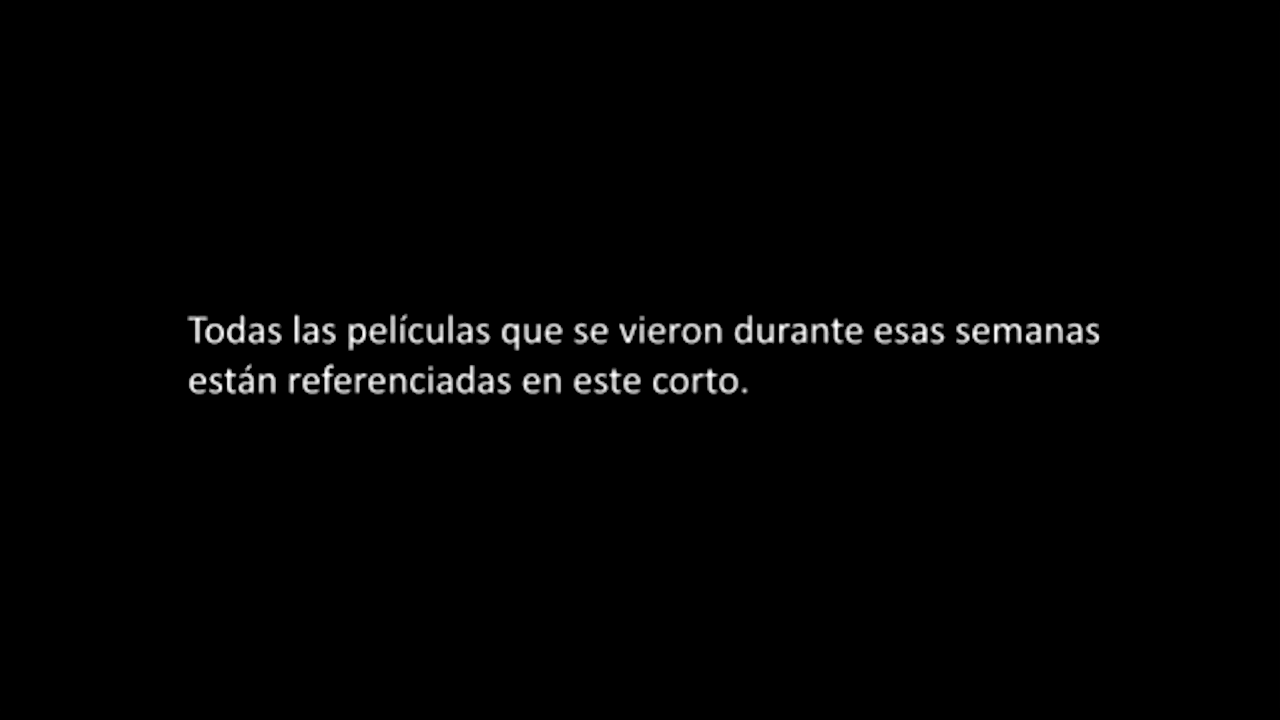 Todas las películas que se vieron durante esas semanas
están referenciadas en este corto.